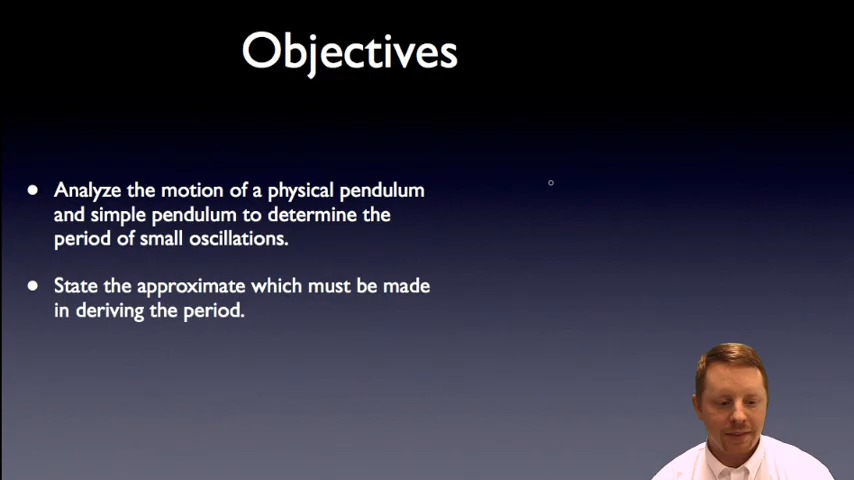 Objectives
• Analyze the motion of a physical pendulum
and simple pendulum to determine the
period of small oscillations.
• State the approximate which must be made
in deriving the period.